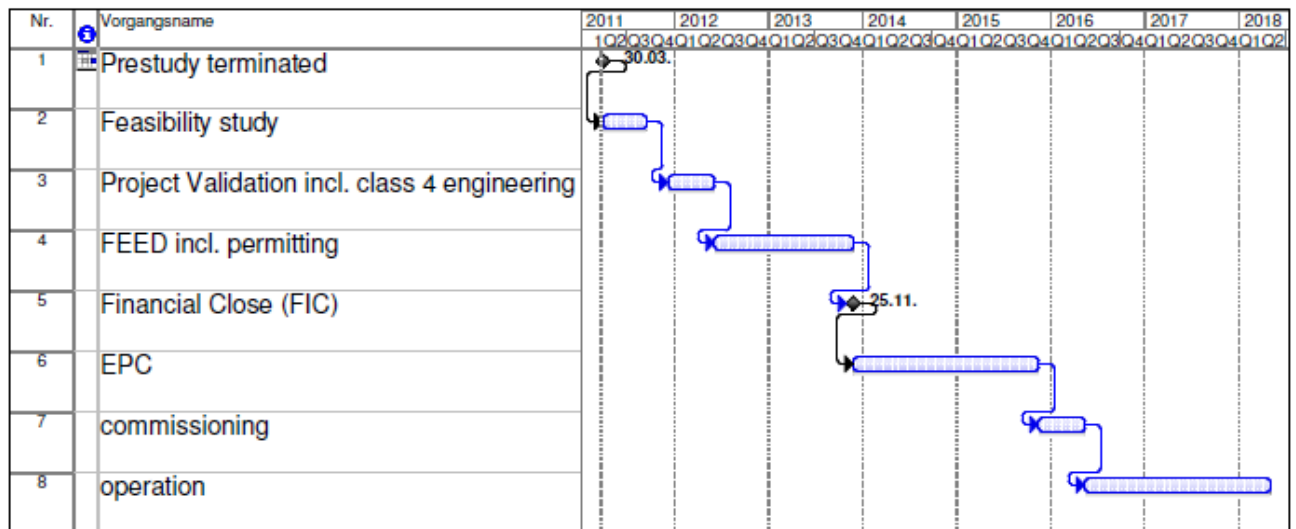 Nr. Vorgangsname 2011 2012 2013 2014 2015 2016 2017 2018
1Q2Q3Q4Q1Q2Q3Q4Q1Q2Q3Q4Q1Q2Q3Q4Q1Q2Q3Q4Q1Q2Q3Q4Q1Q2Q3Q4Q1Q2
1 Prestudy terminated 30.03.
2 Feasibility study
3 Project Validation incl. class 4 engineering
4 FEED incl. permitting
5 Financial Close (FIC) 25.11.
6 EPC
7 commissioning
8 operation